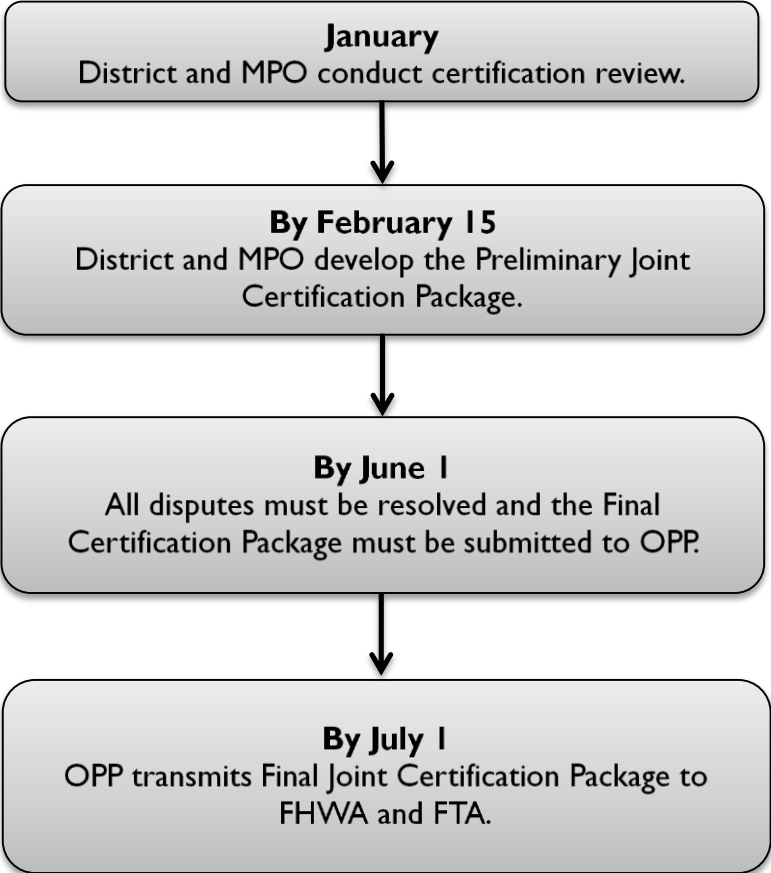 January
District and MPO conduct certification review.
By February 15
District and MPO develop the Preliminary Joint
Certification Package.
By June 1
All disputes must be resolved and the Final
Certification Package must be submitted to OPP.
By July 1
OPP transmits Final Joint Certification Package to
FHWA and FTA.